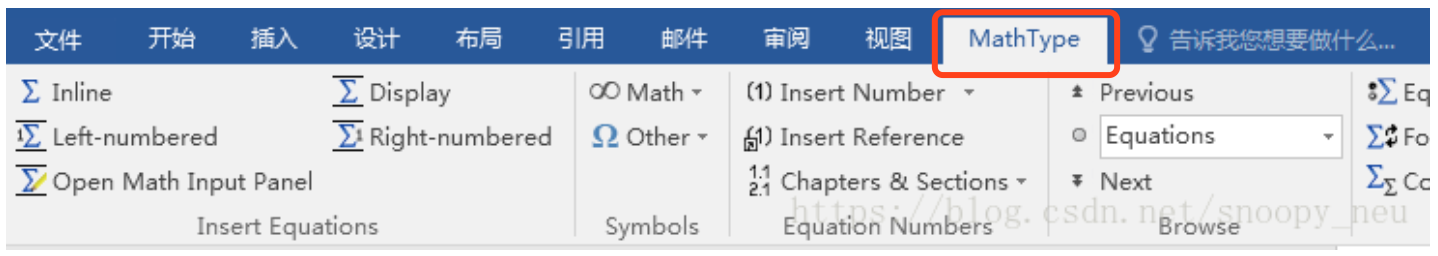 文件 开始 插入 设计 布局 引用 邮件 审阅 视图 MathType 告诉我您想要做什么...
Σ Inline Σ Display ∞ Math (1) Insert Number Previous Σ Eq
1Σ Left-numbered Σ1 Right-numbered Ω Other (1) Insert Reference Equations Σ Fo
Σ Open Math Input Panel 1.1 2.1 Chapters & Sections Next ΣΣ Co
Insert Equations Symbols Equation Numbers Browse
https://blog.csdn.net/snoopy_neu